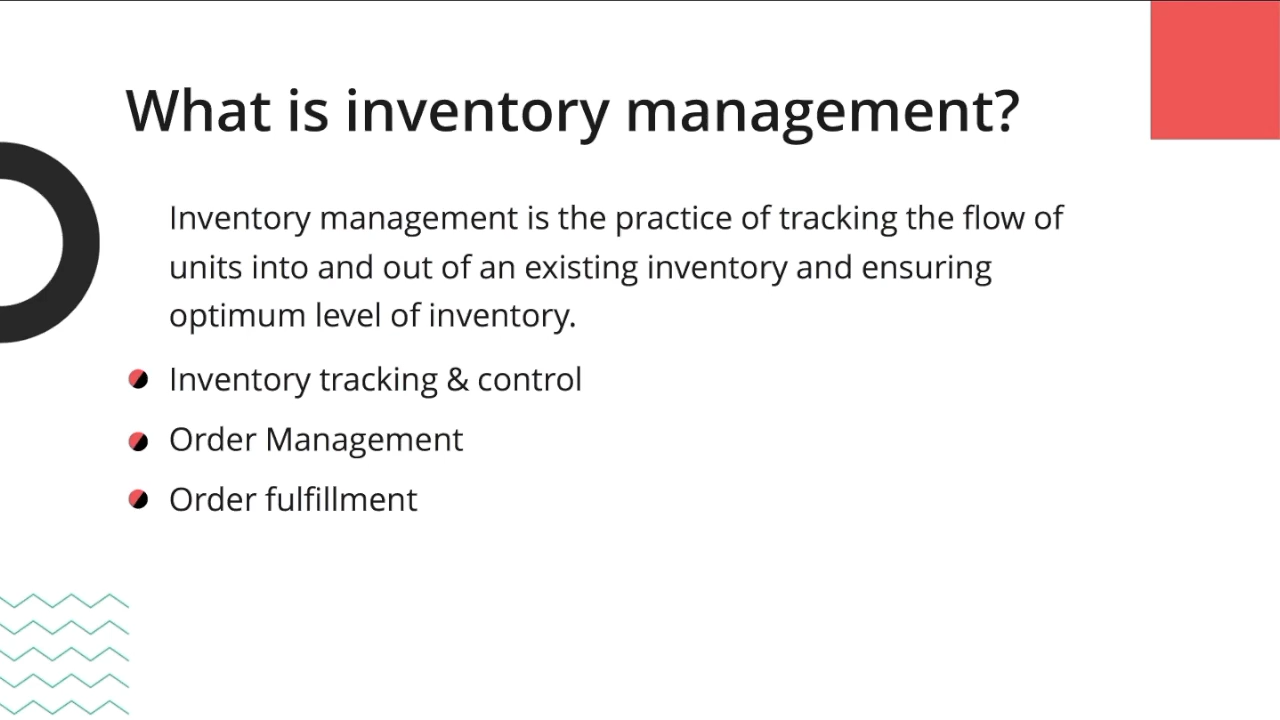 What is inventory management?
Inventory management is the practice of tracking the flow of
units into and out of an existing inventory and ensuring
optimum level of inventory.
Inventory tracking & control
Order Management
Order fulfillment